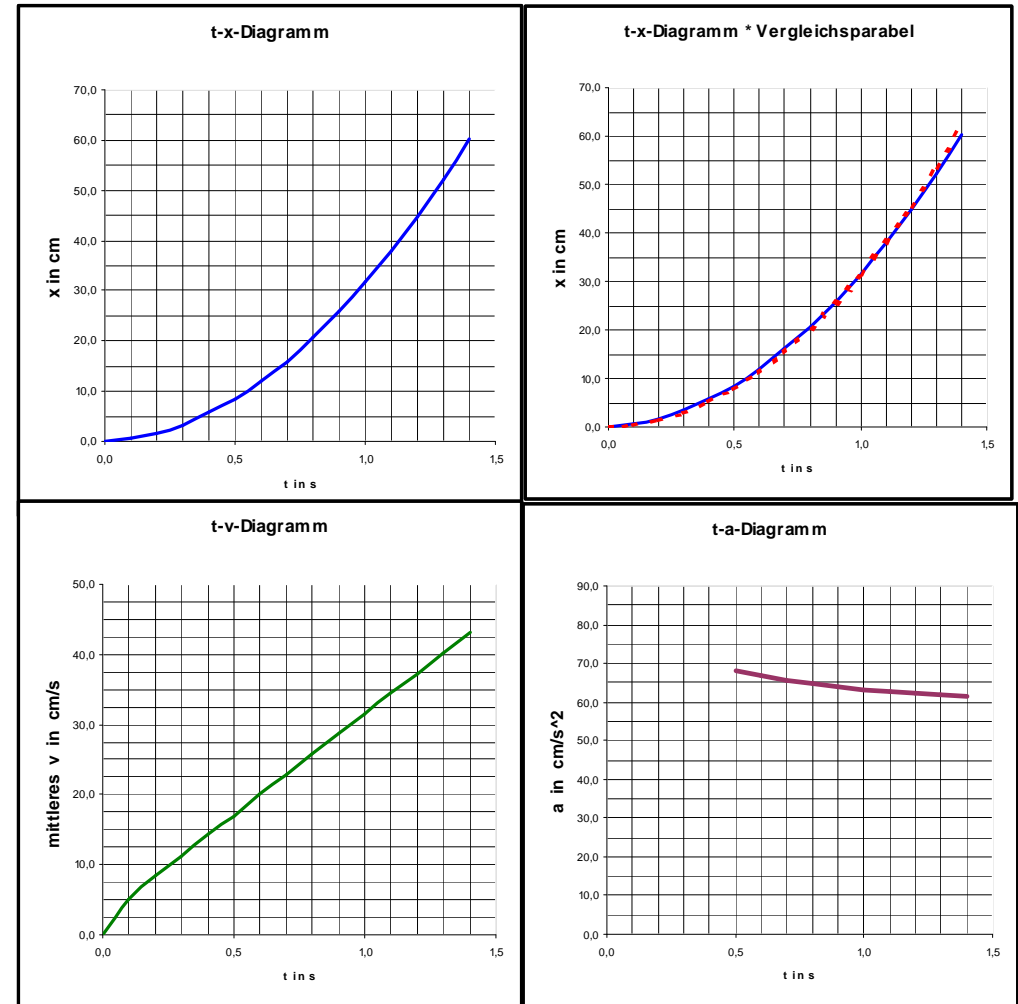 t-x-Diagramm
70,0
60,0
50,0
40,0
30,0
20,0
10,0
0,0
x in cm
0,0 0,5 1,0 1,5
t in s
t-x-Diagramm * Vergleichsparabel
70,0
60,0
50,0
40,0
30,0
20,0
10,0
0,0
x in cm
0,0 0,5 1,0 1,5
t in s
t-v-Diagramm
50,0
40,0
30,0
20,0
10,0
0,0
mittleres v in cm/s
0,0 0,5 1,0 1,5
t in s
t-a-Diagramm
90,0
80,0
70,0
60,0
50,0
40,0
30,0
20,0
10,0
0,0
a in cm/s^2
0,0 0,5 1,0 1,5
t in s